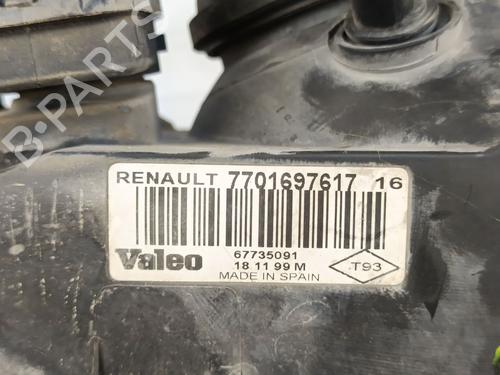 B-PARTS
RENAULT 7701697617 16
Valeo
67735091
18 11 99 M
MADE IN SPAIN
T93